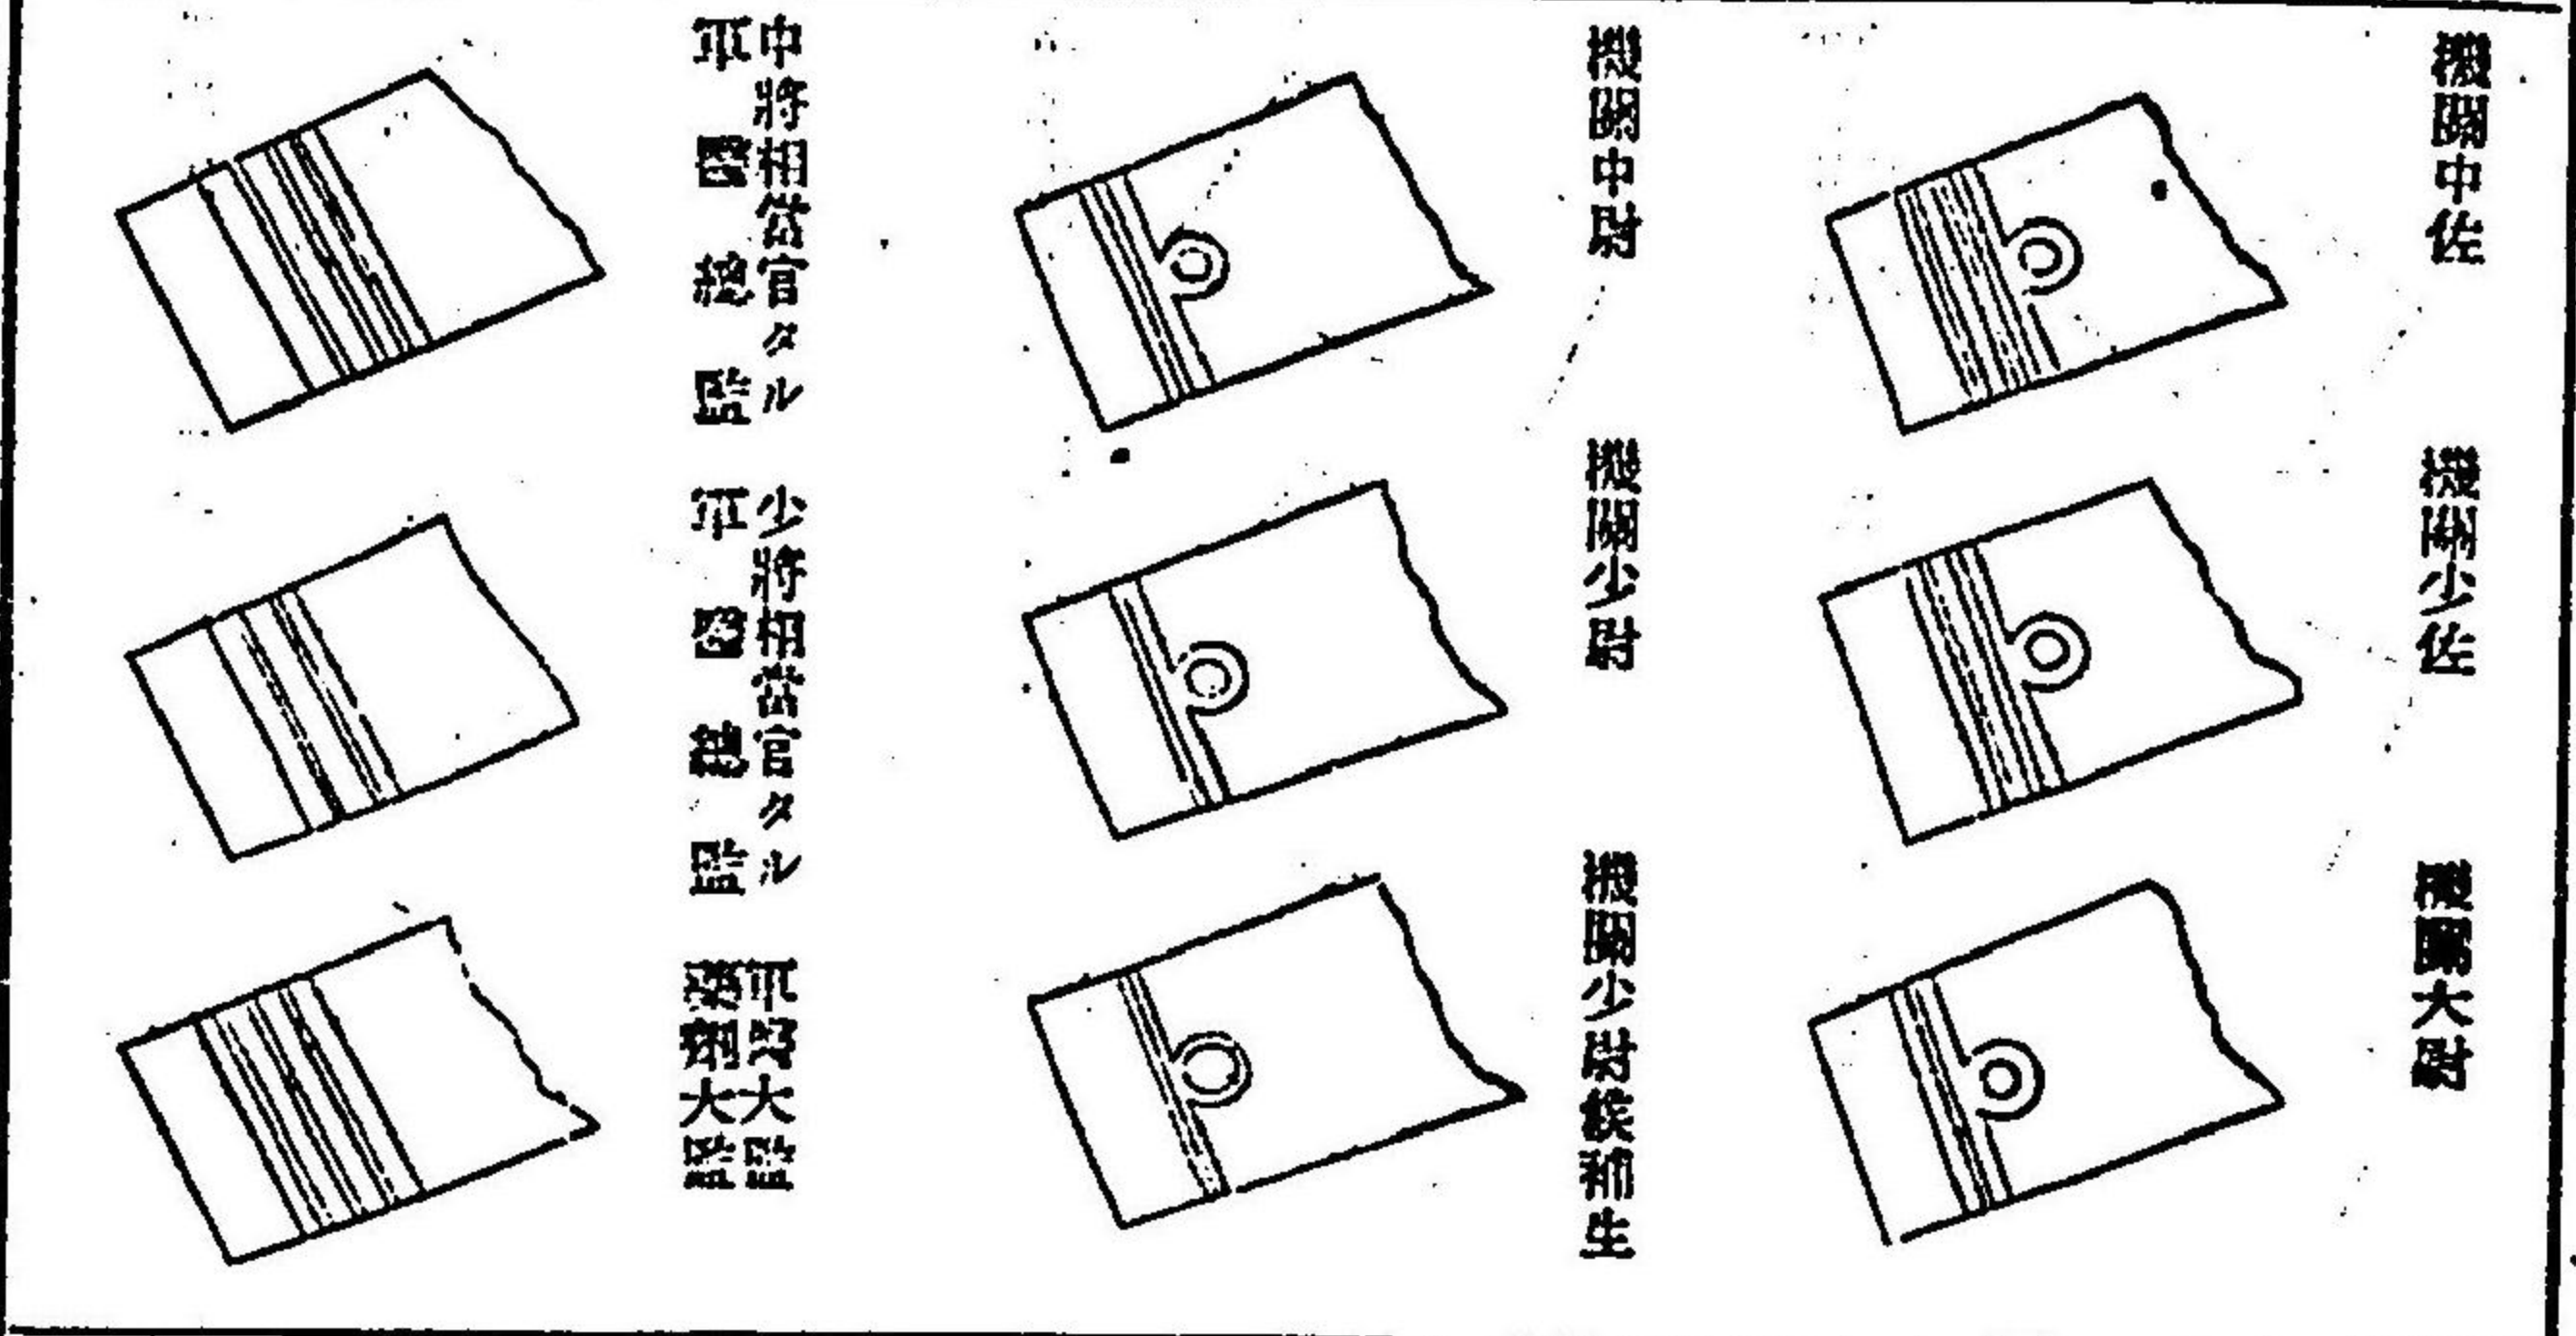 機關中佐
機關少佐
機關大尉
機關中尉
機關少尉
機關少尉候補生
中將相當官タル
軍醫總監
少將相當官タル
軍醫總監
軍醫大監
藥劑大監